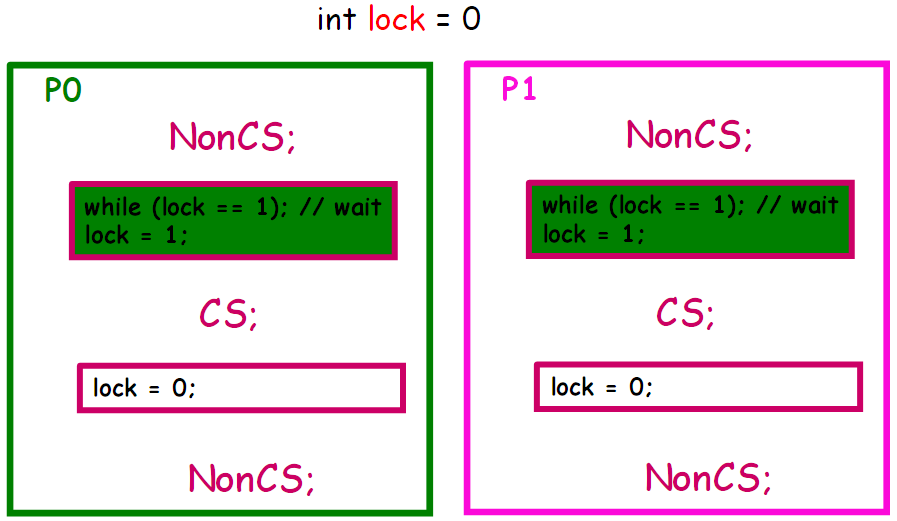 int lock = 0
P0
NonCS;
while (lock == 1); // wait
lock = 1;
CS;
lock = 0;
NonCS;
P1
NonCS;
while (lock == 1); // wait
lock = 1;
CS;
lock = 0;
NonCS;